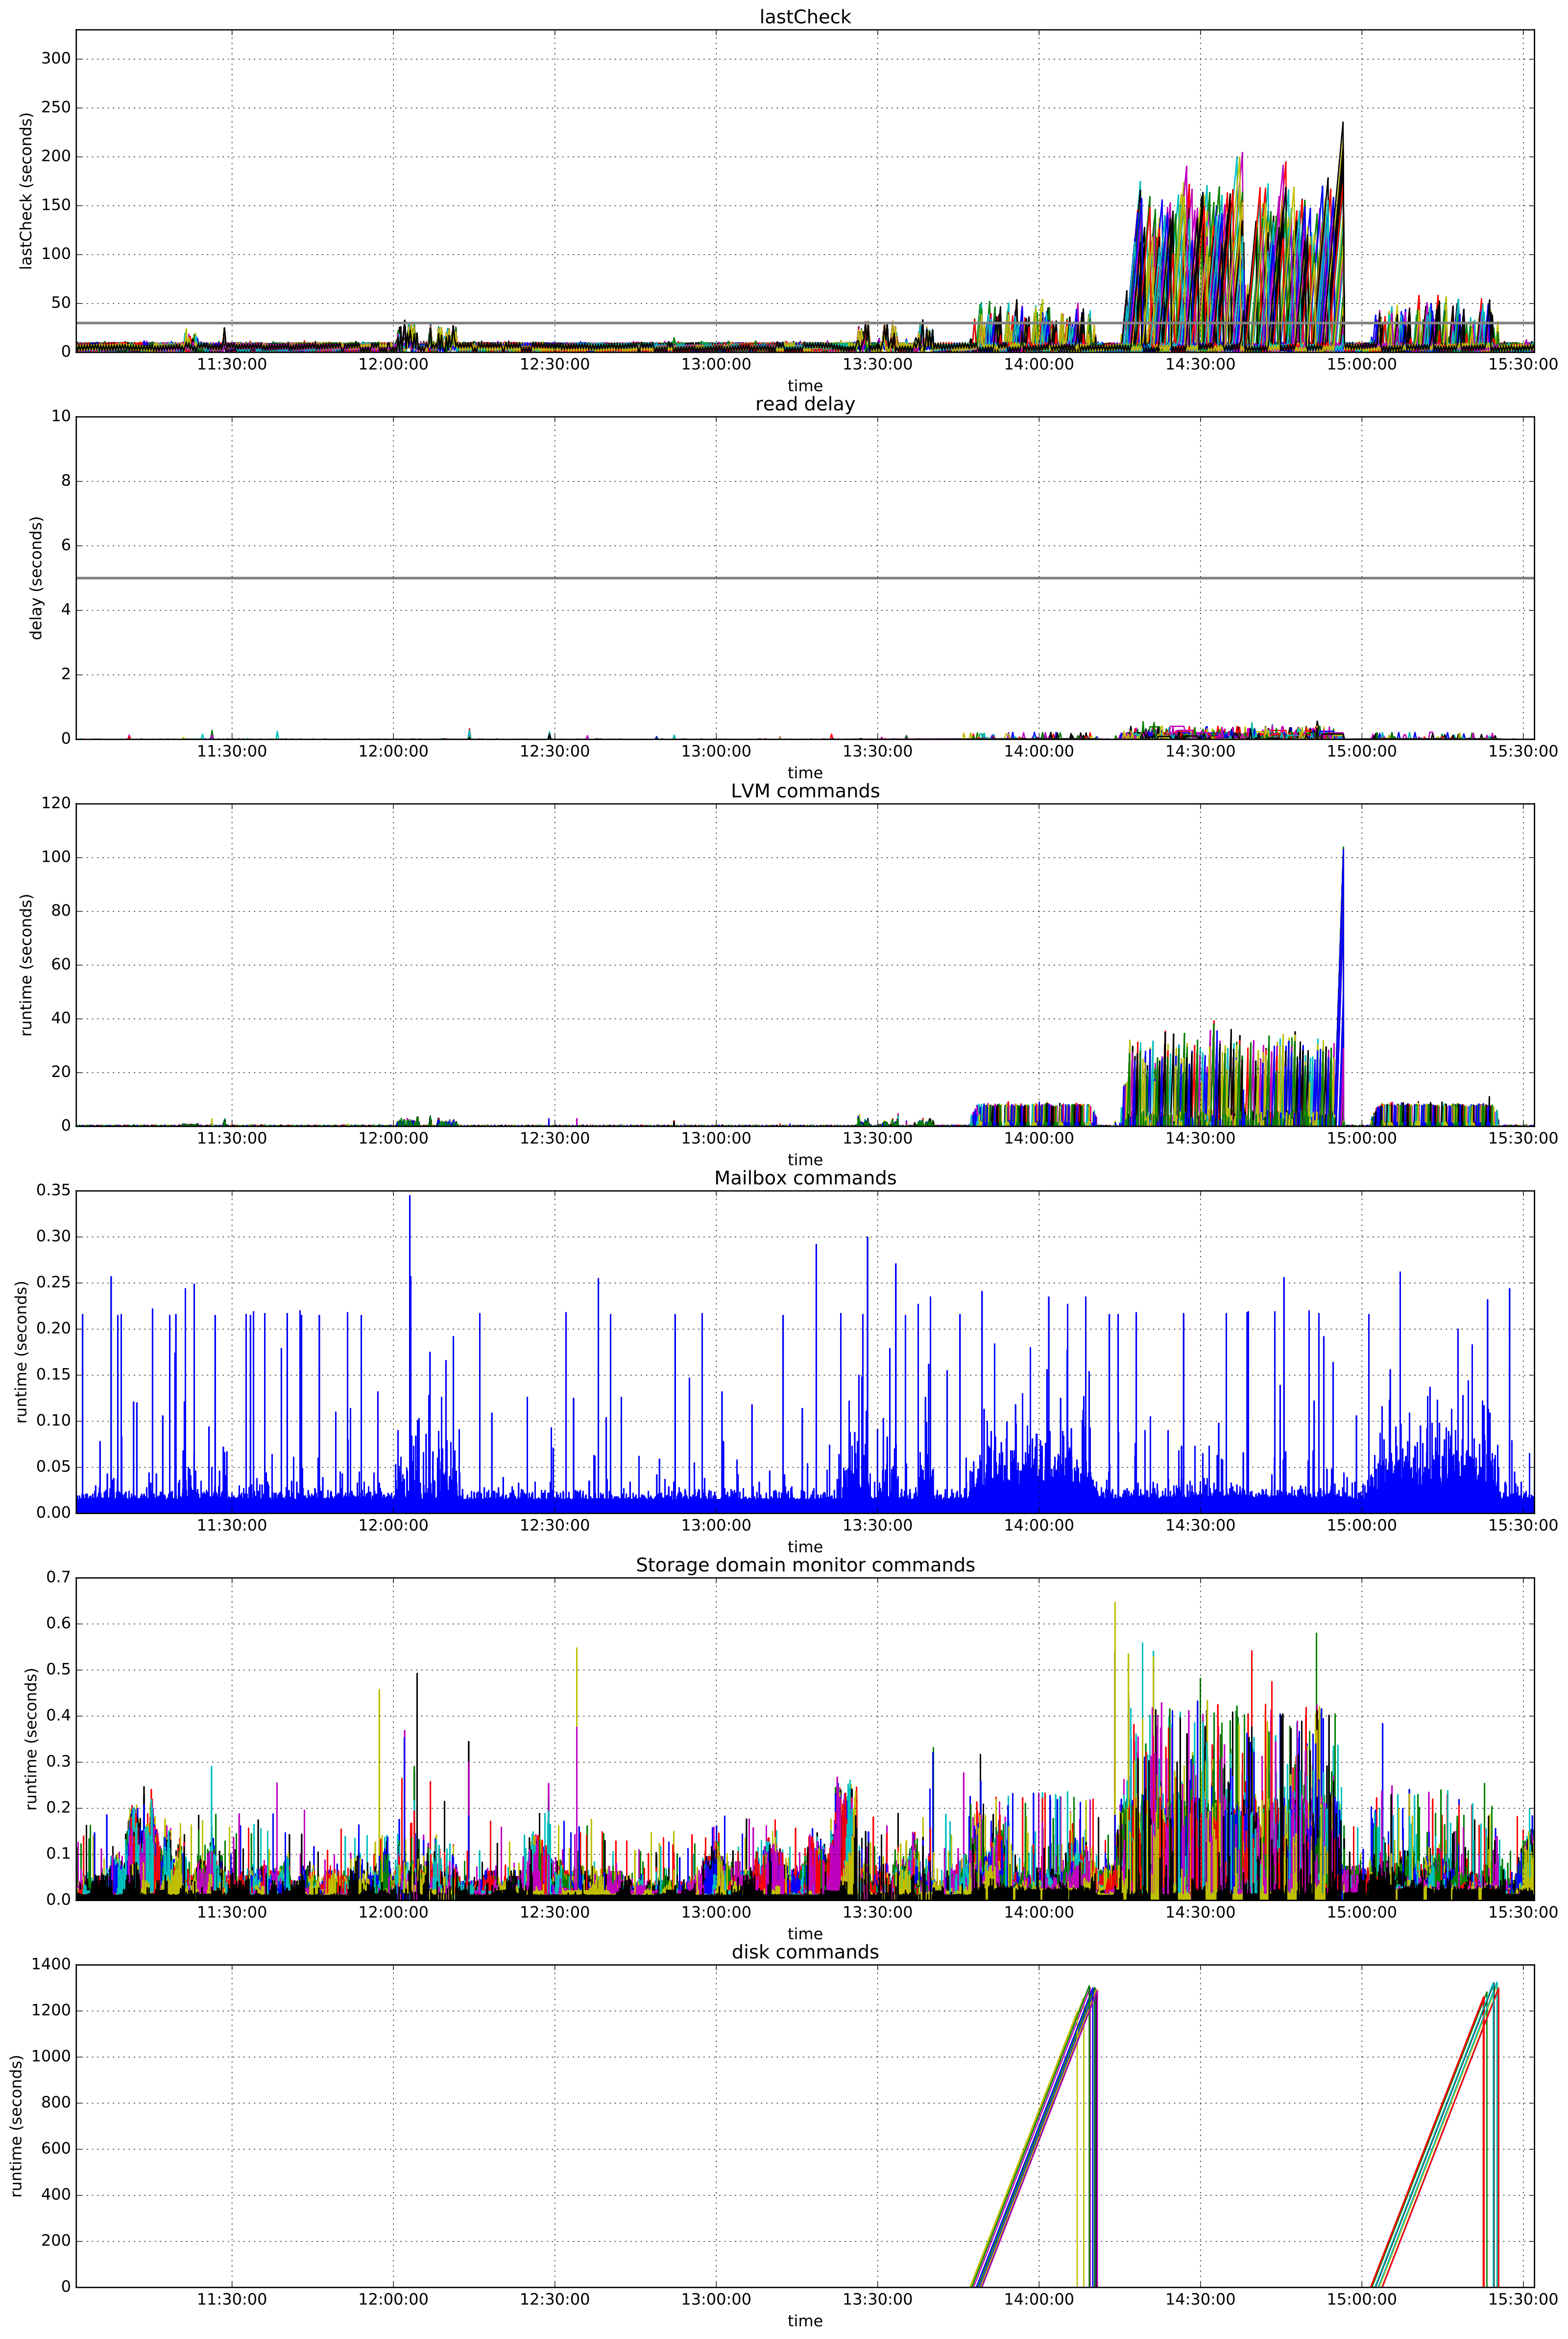 lastCheck
300
250
200
150
100
50
0
lastCheck (seconds)
11:30:00 12:00:00 12:30:00 13:00:00 13:30:00 14:00:00 14:30:00 15:00:00 15:30:00
time
read delay
10
8
6
4
2
0
delay (seconds)
11:30:00 12:00:00 12:30:00 13:00:00 13:30:00 14:00:00 14:30:00 15:00:00 15:30:00
time
LVM commands
120
100
80
60
40
20
0
runtime (seconds)
11:30:00 12:00:00 12:30:00 13:00:00 13:30:00 14:00:00 14:30:00 15:00:00 15:30:00
time
Mailbox commands
0.35
0.30
0.25
0.20
0.15
0.10
0.05
0.00
runtime (seconds)
11:30:00 12:00:00 12:30:00 13:00:00 13:30:00 14:00:00 14:30:00 15:00:00 15:30:00
time
Storage domain monitor commands
0.7
0.6
0.5
0.4
0.3
0.2
0.1
0.0
runtime (seconds)
11:30:00 12:00:00 12:30:00 13:00:00 13:30:00 14:00:00 14:30:00 15:00:00 15:30:00
time
disk commands
1400
1200
1000
800
600
400
200
0
runtime (seconds)
11:30:00 12:00:00 12:30:00 13:00:00 13:30:00 14:00:00 14:30:00 15:00:00 15:30:00
time